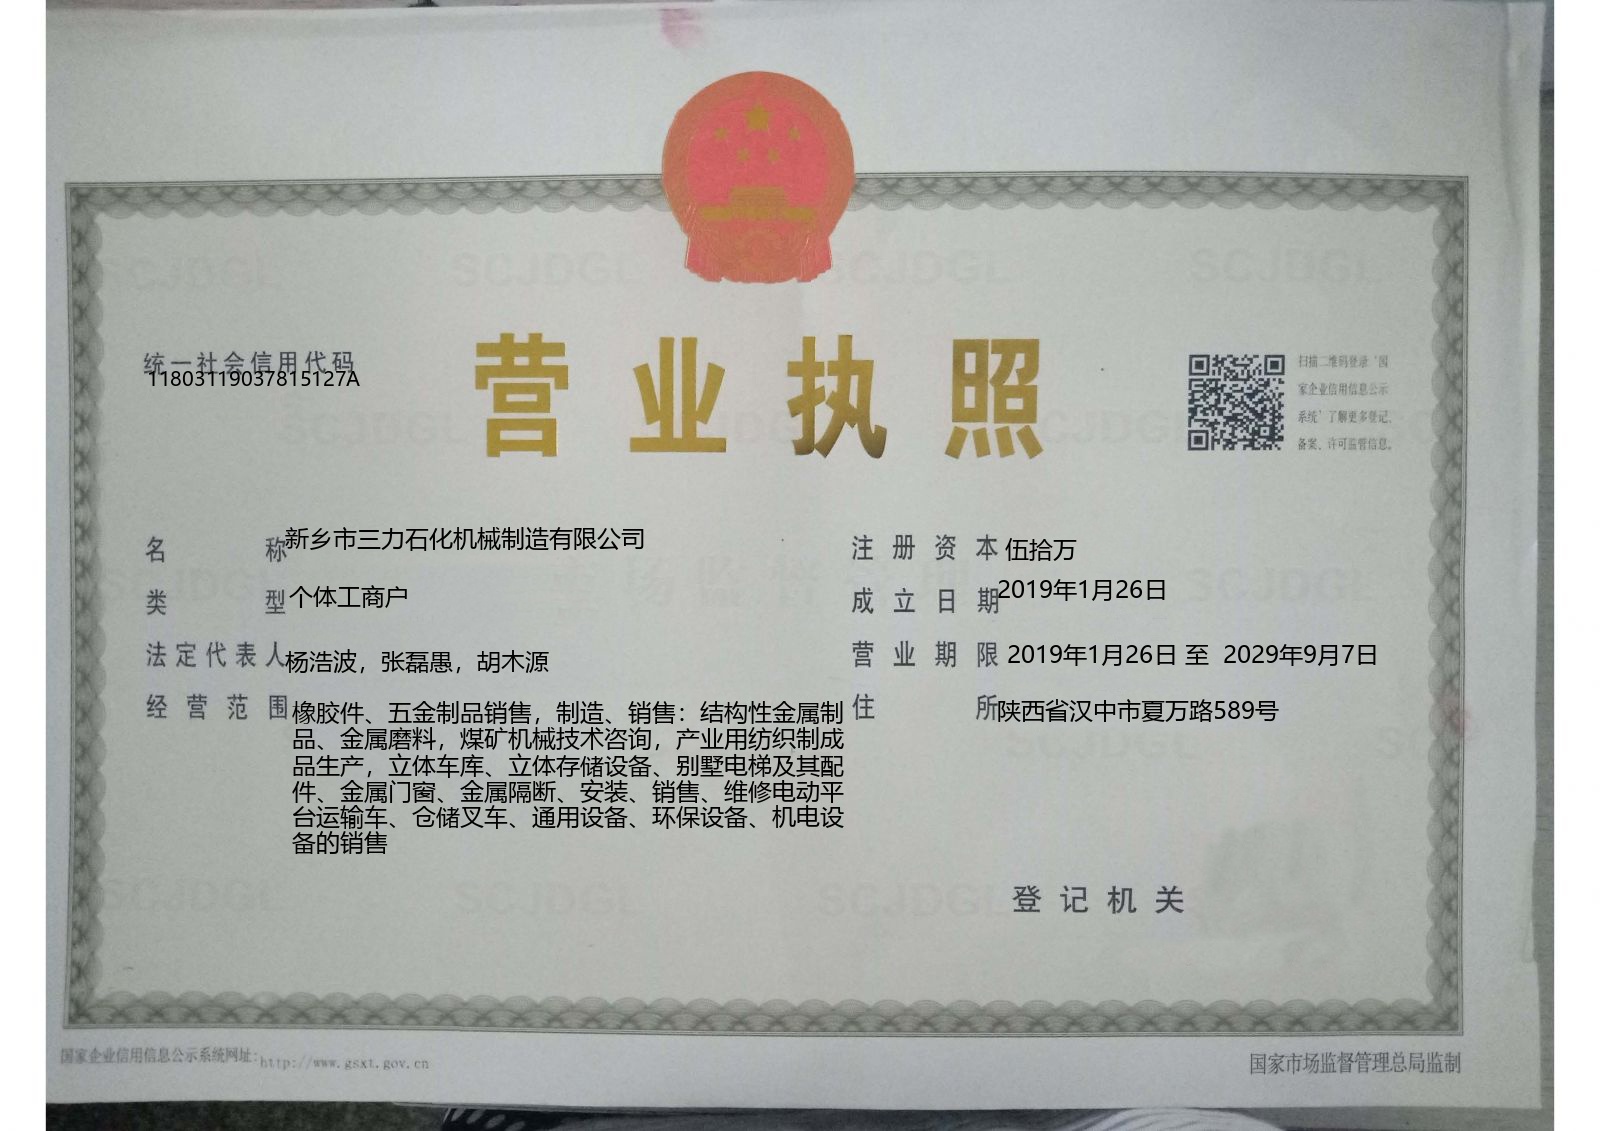 统一社会信用代码
11803119037815127A
营业执照
扫描二维码登录‘国
家企业信用信息公示
系统’了解更多登记、
备案、许可监管信息。
名称 新乡市三力石化机械制造有限公司
类型 个体工商户
法定代表人 杨浩波，张磊愚，胡木源
经营范围 橡胶件、五金制品销售，制造、销售：结构性金属制
品、金属磨料，煤矿机械技术咨询，产业用纺织制成
品生产，立体车库、立体存储设备、别墅电梯及其配
件、金属门窗、金属隔断、安装、销售、维修电动平
台运输车、仓储叉车、通用设备、环保设备、机电设
备的销售
注册资本 伍拾万
成立日期 2019年1月26日
营业期限 2019年1月26日 至 2029年9月7日
住所 陕西省汉中市夏万路589号
登记机关
国家企业信用信息公示系统网址：http://www.gsxt.gov.cn
国家市场监督管理总局监制